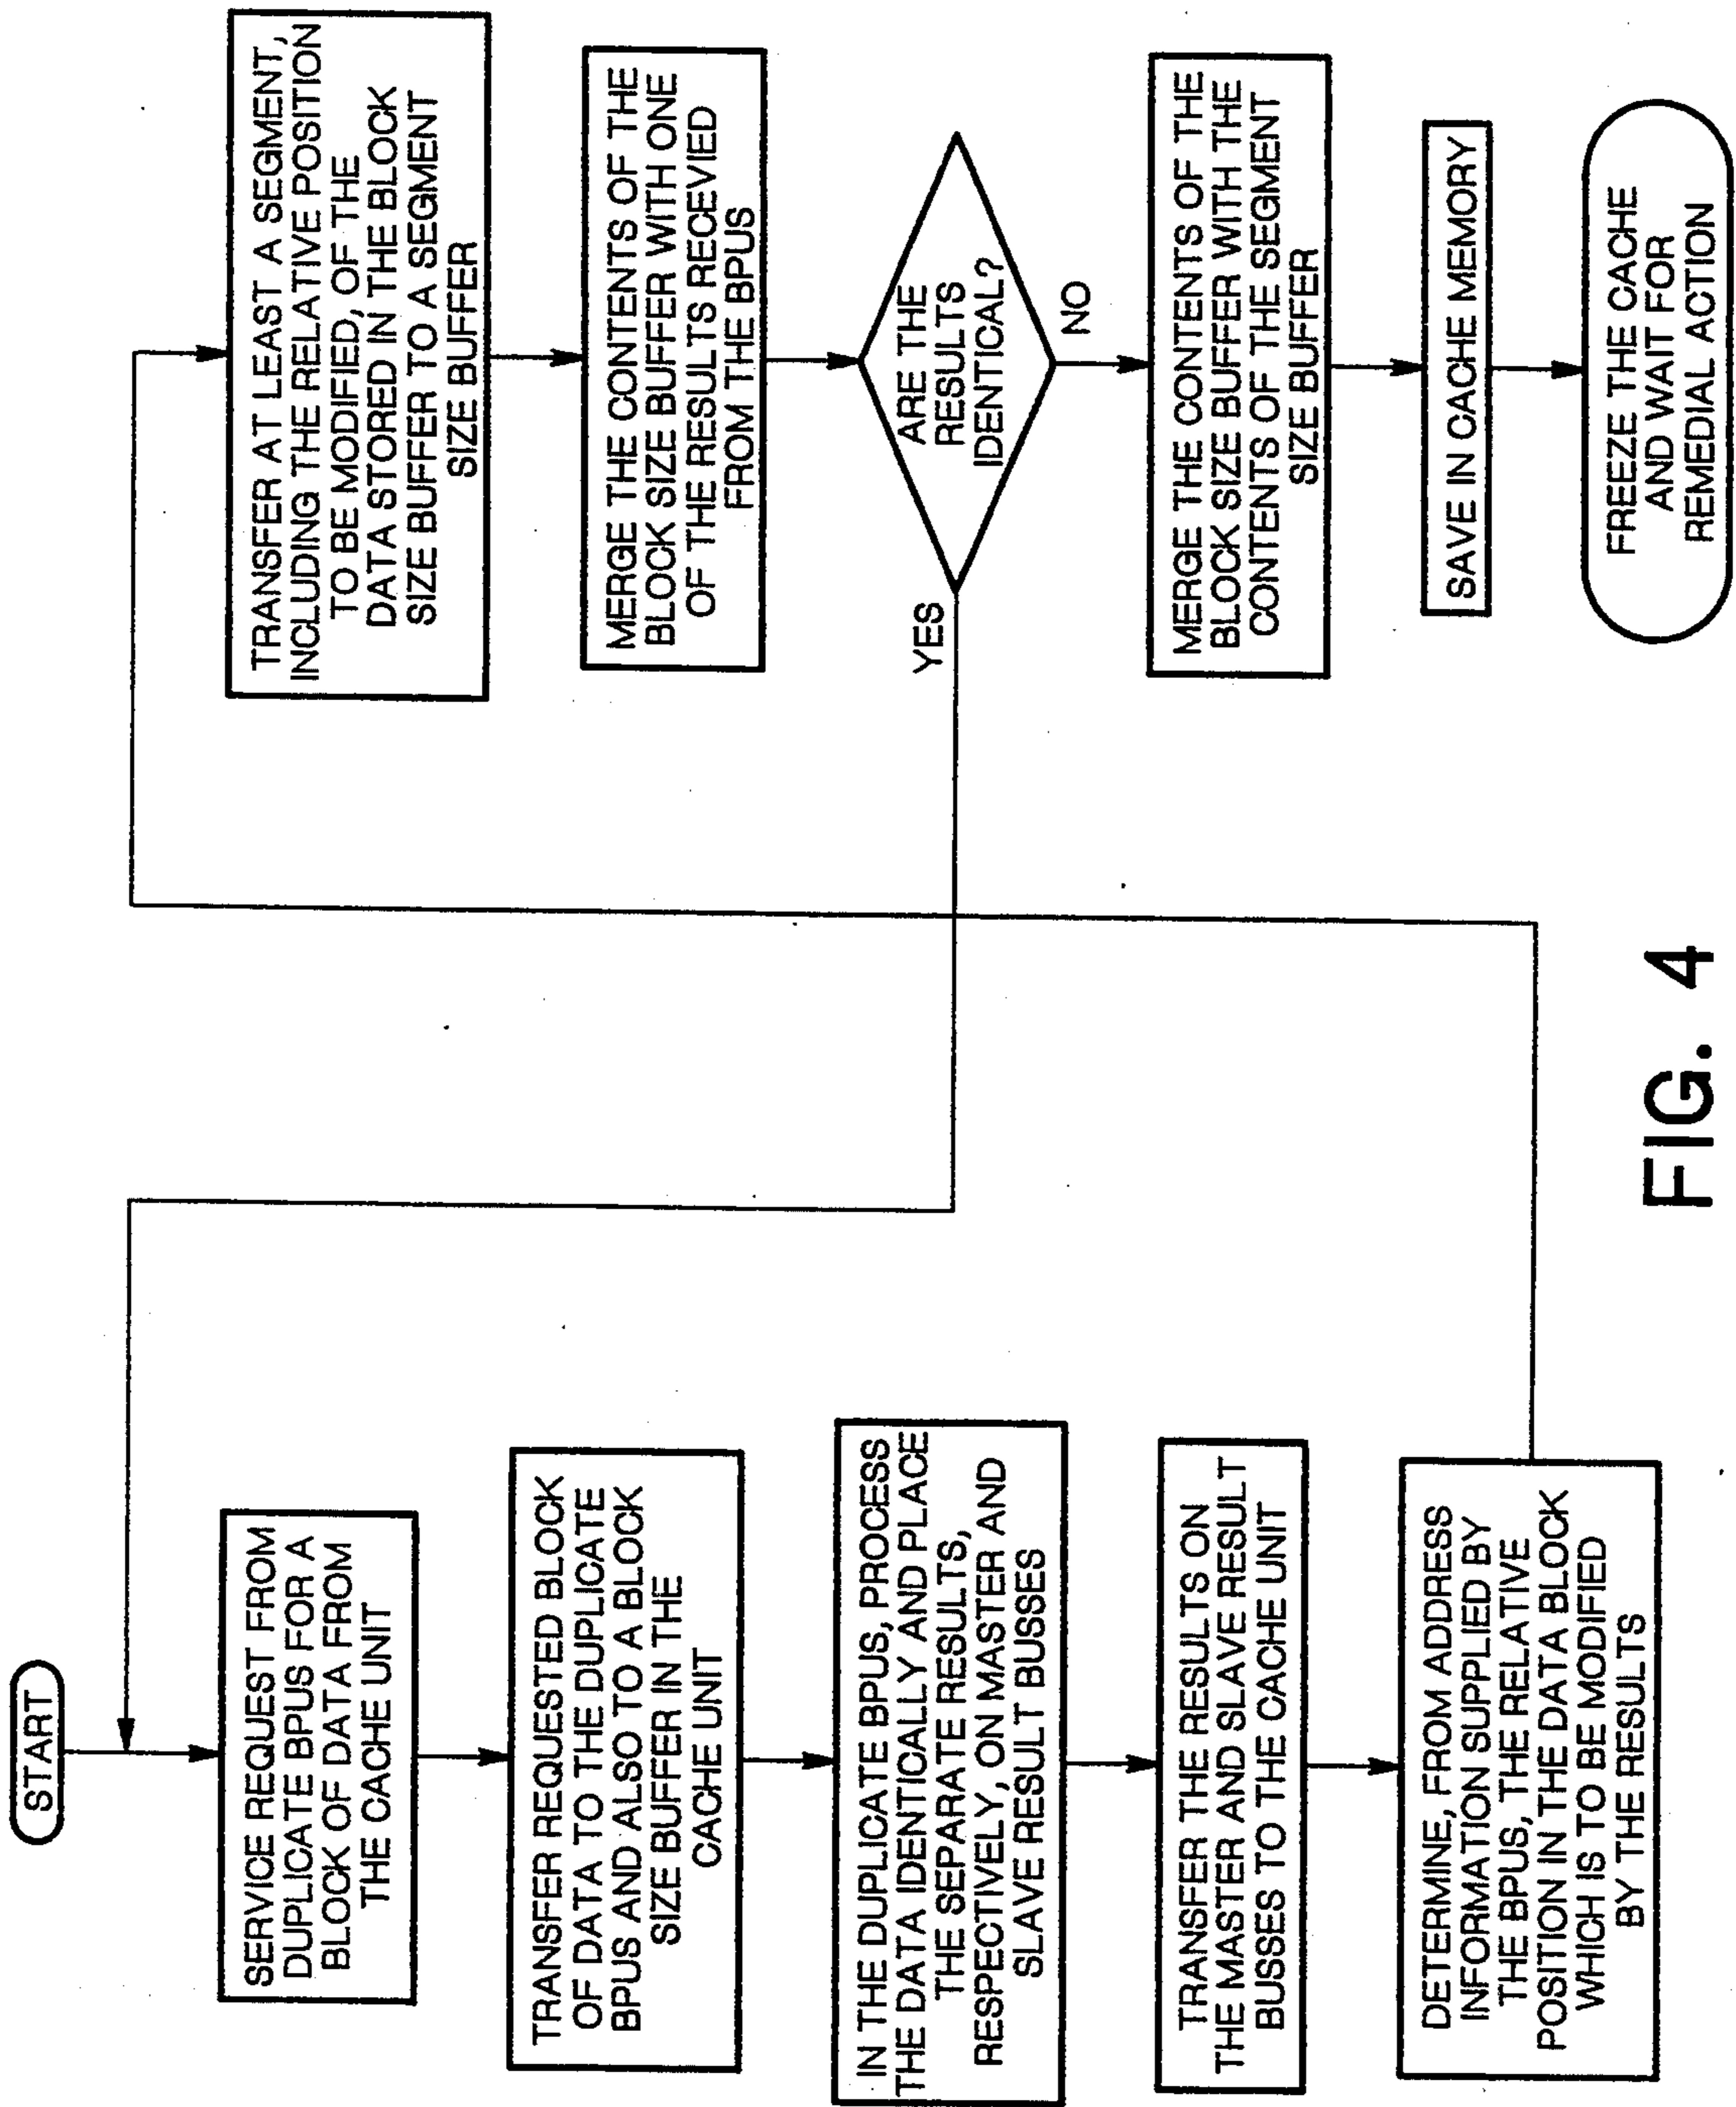 START
SERVICE REQUEST FROM
DUPLICATE BPUS FOR A
BLOCK OF DATA FROM
THE CACHE UNIT
TRANSFER REQUESTED BLOCK
OF DATA TO THE DUPLICATE
BPUS AND ALSO TO A BLOCK
SIZE BUFFER IN THE
CACHE UNIT
IN THE DUPLICATE BPUS, PROCESS
THE DATA IDENTICALLY AND PLACE
THE SEPARATE RESULTS,
RESPECTIVELY, ON MASTER AND
SLAVE RESULT BUSSES
TRANSFER THE RESULTS ON
THE MASTER AND SLAVE RESULT
BUSSES TO THE CACHE UNIT
DETERMINE, FROM ADDRESS
INFORMATION SUPPLIED BY
THE BPUS, THE RELATIVE
POSITION IN THE DATA BLOCK
WHICH IS TO BE MODIFIED
BY THE RESULTS
TRANSFER AT LEAST A SEGMENT,
INCLUDING THE RELATIVE POSITION
TO BE MODIFIED, OF THE
DATA STORED IN THE BLOCK
SIZE BUFFER TO A SEGMENT
SIZE BUFFER
MERGE THE CONTENTS OF THE
BLOCK SIZE BUFFER WITH ONE
OF THE RESULTS RECEVIED
FROM THE BPUS
ARE THE
RESULTS
IDENTICAL?
YES
NO
MERGE THE CONTENTS OF THE
BLOCK SIZE BUFFER WITH THE
CONTENTS OF THE SEGMENT
SIZE BUFFER
SAVE IN CACHE MEMORY
FREEZE THE CACHE
AND WAIT FOR
REMEDIAL ACTION
FIG. 4